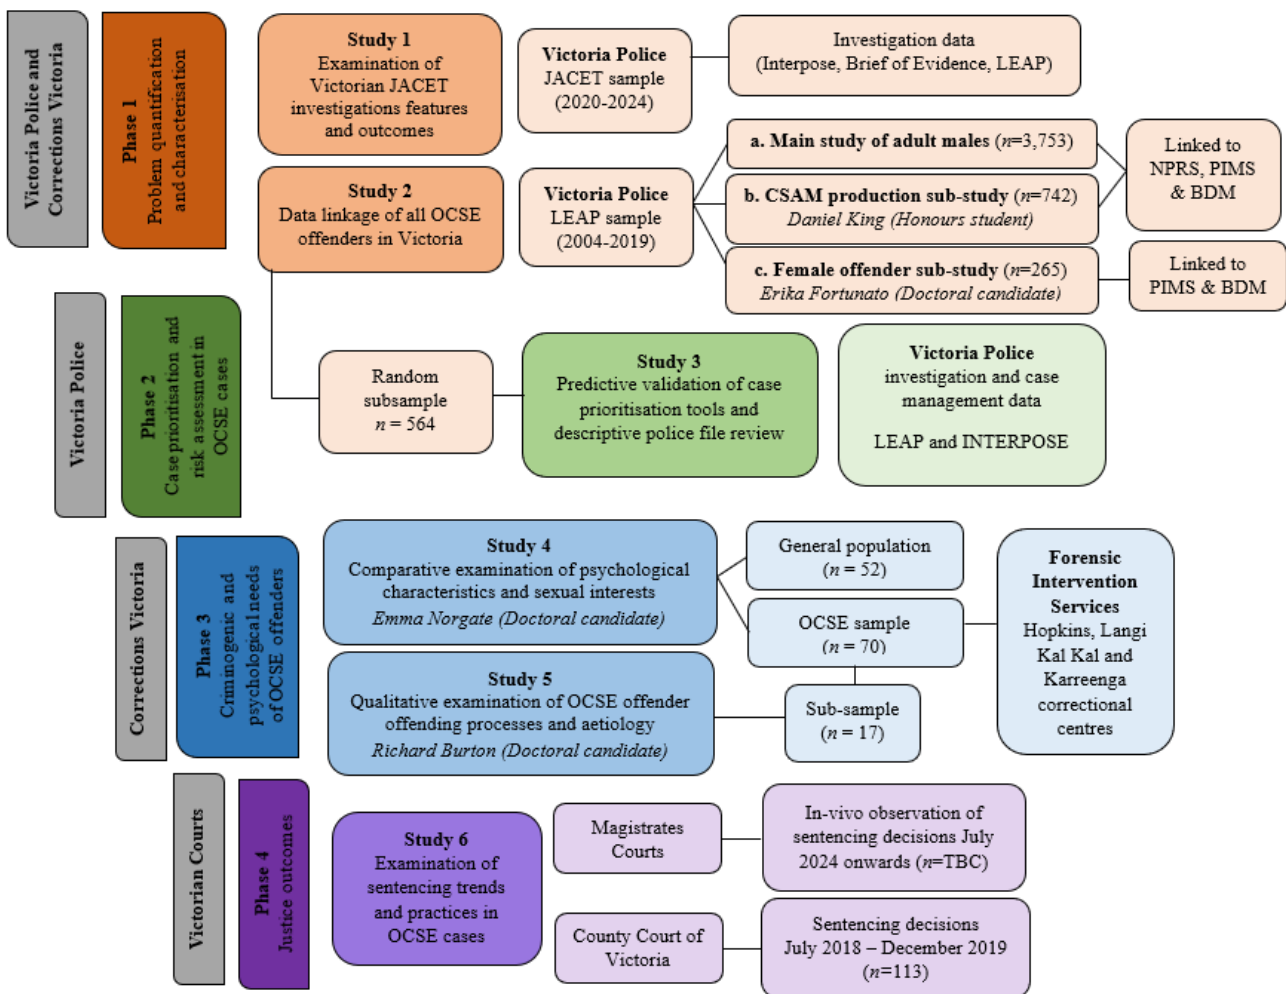 Victoria Police and
Corrections Victoria
Phase 1
Problem quantification
and characterisation
Study 1
Examination of
Victorian JACET
investigations features
and outcomes
Victoria Police
JACET sample
(2020-2024)
Investigation data
(Interpose, Brief of Evidence, LEAP)
Study 2
Data linkage of all OCSE
offenders in Victoria
Victoria Police
LEAP sample
(2004-2019)
a. Main study of adult males (n=3,753)
b. CSAM production sub-study (n=742)
Daniel King (Honours student)
Linked to
NPRS, PIMS
& BDM
c. Female offender sub-study (n=265)
Erika Fortunato (Doctoral candidate)
Linked to
PIMS & BDM
Victoria Police
Phase 2
Case prioritisation and
risk assessment in
OCSE cases
Random
subsample
n = 564
Study 3
Predictive validation of case
prioritisation tools and
descriptive police file review
Victoria Police
investigation and case
management data
LEAP and INTERPOSE
Corrections Victoria
Phase 3
Criminogenic and
psychological needs
of OCSE offenders
Study 4
Comparative examination of psychological
characteristics and sexual interests
Emma Norgate (Doctoral candidate)
General population
(n = 52)
OCSE sample
(n = 70)
Forensic
Intervention
Services
Hopkins, Langi
Kal Kal and
Karreenga
correctional
centres
Study 5
Qualitative examination of OCSE offender
offending processes and aetiology
Richard Burton (Doctoral candidate)
Sub-sample
(n = 17)
Victorian Courts
Phase 4
Justice outcomes
Study 6
Examination of
sentencing trends
and practices in
OCSE cases
Magistrates
Courts
In-vivo observation of
sentencing decisions July
2024 onwards (n=TBC)
County Court of
Victoria
Sentencing decisions
July 2018 – December 2019
(n=113)